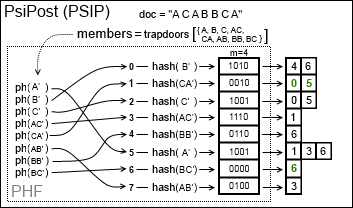 PsiPost (PSIP) doc = "A C A B B C A"
members = trapdoors [{ A, B, C, AC,
CA, AB, BB, BC }]
m=4
0 hash( B') 1010 4 6
1 hash(CA') 0101 0 5
2 hash( C') 1001 0 5
3 hash(AC') 1110 1
4 hash(BB') 0110 6
5 hash( A') 1001 1 3 6
6 hash(BC') 0000 6
7 hash(AB') 0100 3
ph(A')
ph(B')
ph( C')
ph(AC')
ph(CA')
ph(AB')
ph(BB')
ph(BC')
PHF